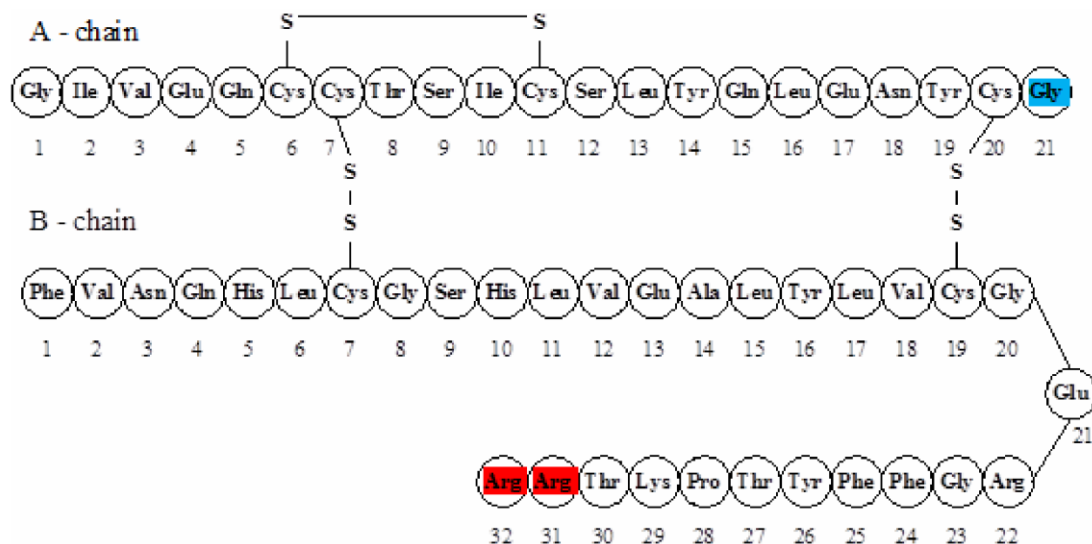 S S
A - chain
Gly Ile Val Glu Gln Cys Cys Thr Ser Ile Cys Ser Leu Tyr Gln Leu Glu Asn Tyr Cys Gly
1 2 3 4 5 6 7 8 9 10 11 12 13 14 15 16 17 18 19 20 21
S S
S S
B - chain
Phe Val Asn Gln His Leu Cys Gly Ser His Leu Val Glu Ala Leu Tyr Leu Val Cys Gly
1 2 3 4 5 6 7 8 9 10 11 12 13 14 15 16 17 18 19 20
Glu
21
Arg Arg Thr Lys Pro Thr Tyr Phe Phe Gly Arg
32 31 30 29 28 27 26 25 24 23 22